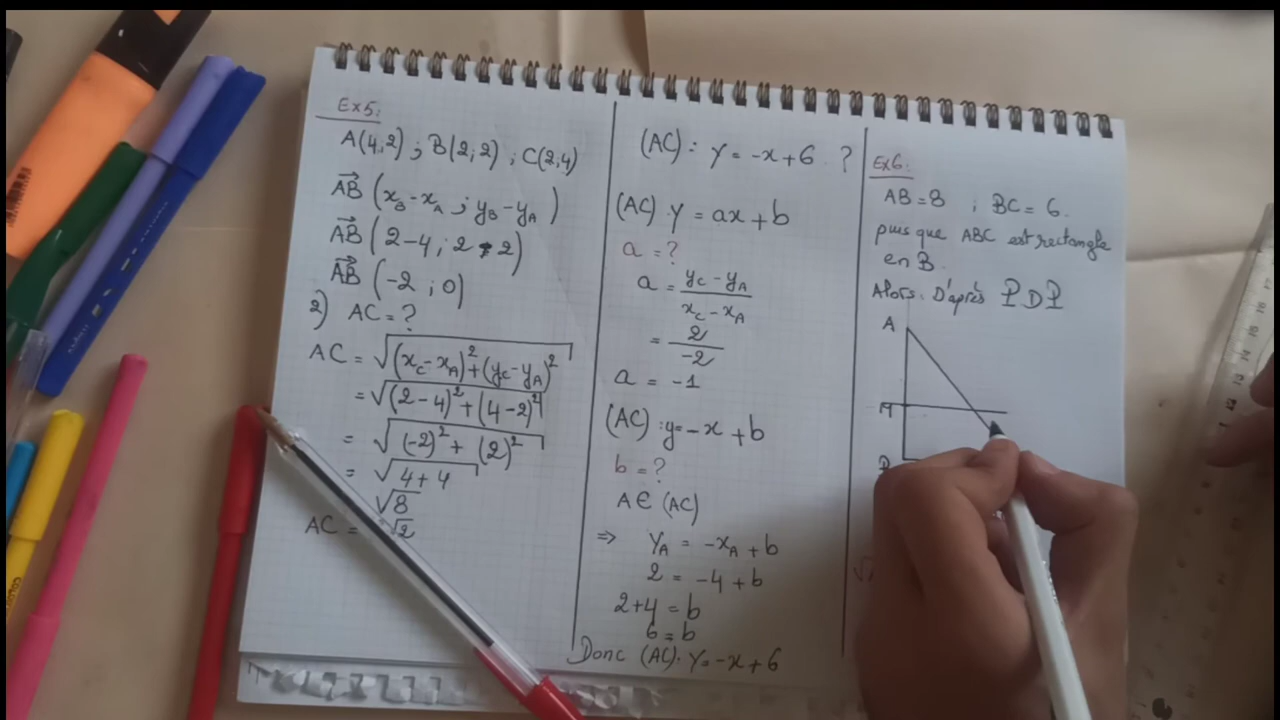 Ex5:
A(4,2) ; B(2;2) ; C(2;4)
AB (x_B - x_A ; y_B - y_A)
AB (2-4 ; 2-2)
AB (-2 ; 0)
2) AC = ?
AC = √(x_C - x_A)² + (y_C - y_A)²
= √(2-4)² + (4-2)²
= √(-2)² + (2)²
= √4+4
√8
AC = √2
(AC) : y = -x+6 ?
(AC) y = ax+b
a = ?
a = y_C - y_A / x_C - x_A
= 2 / -2
a = -1
(AC) : y = -x + b
b = ?
A ∈ (AC)
=> y_A = -x_A + b
2 = -4 + b
2+4 = b
6 = b
Donc (AC): y = -x + 6
Ex6:
AB = 8 ; BC = 6.
puis que ABC est rectangle
en B.
Alors: D'après PDP
A
M
B